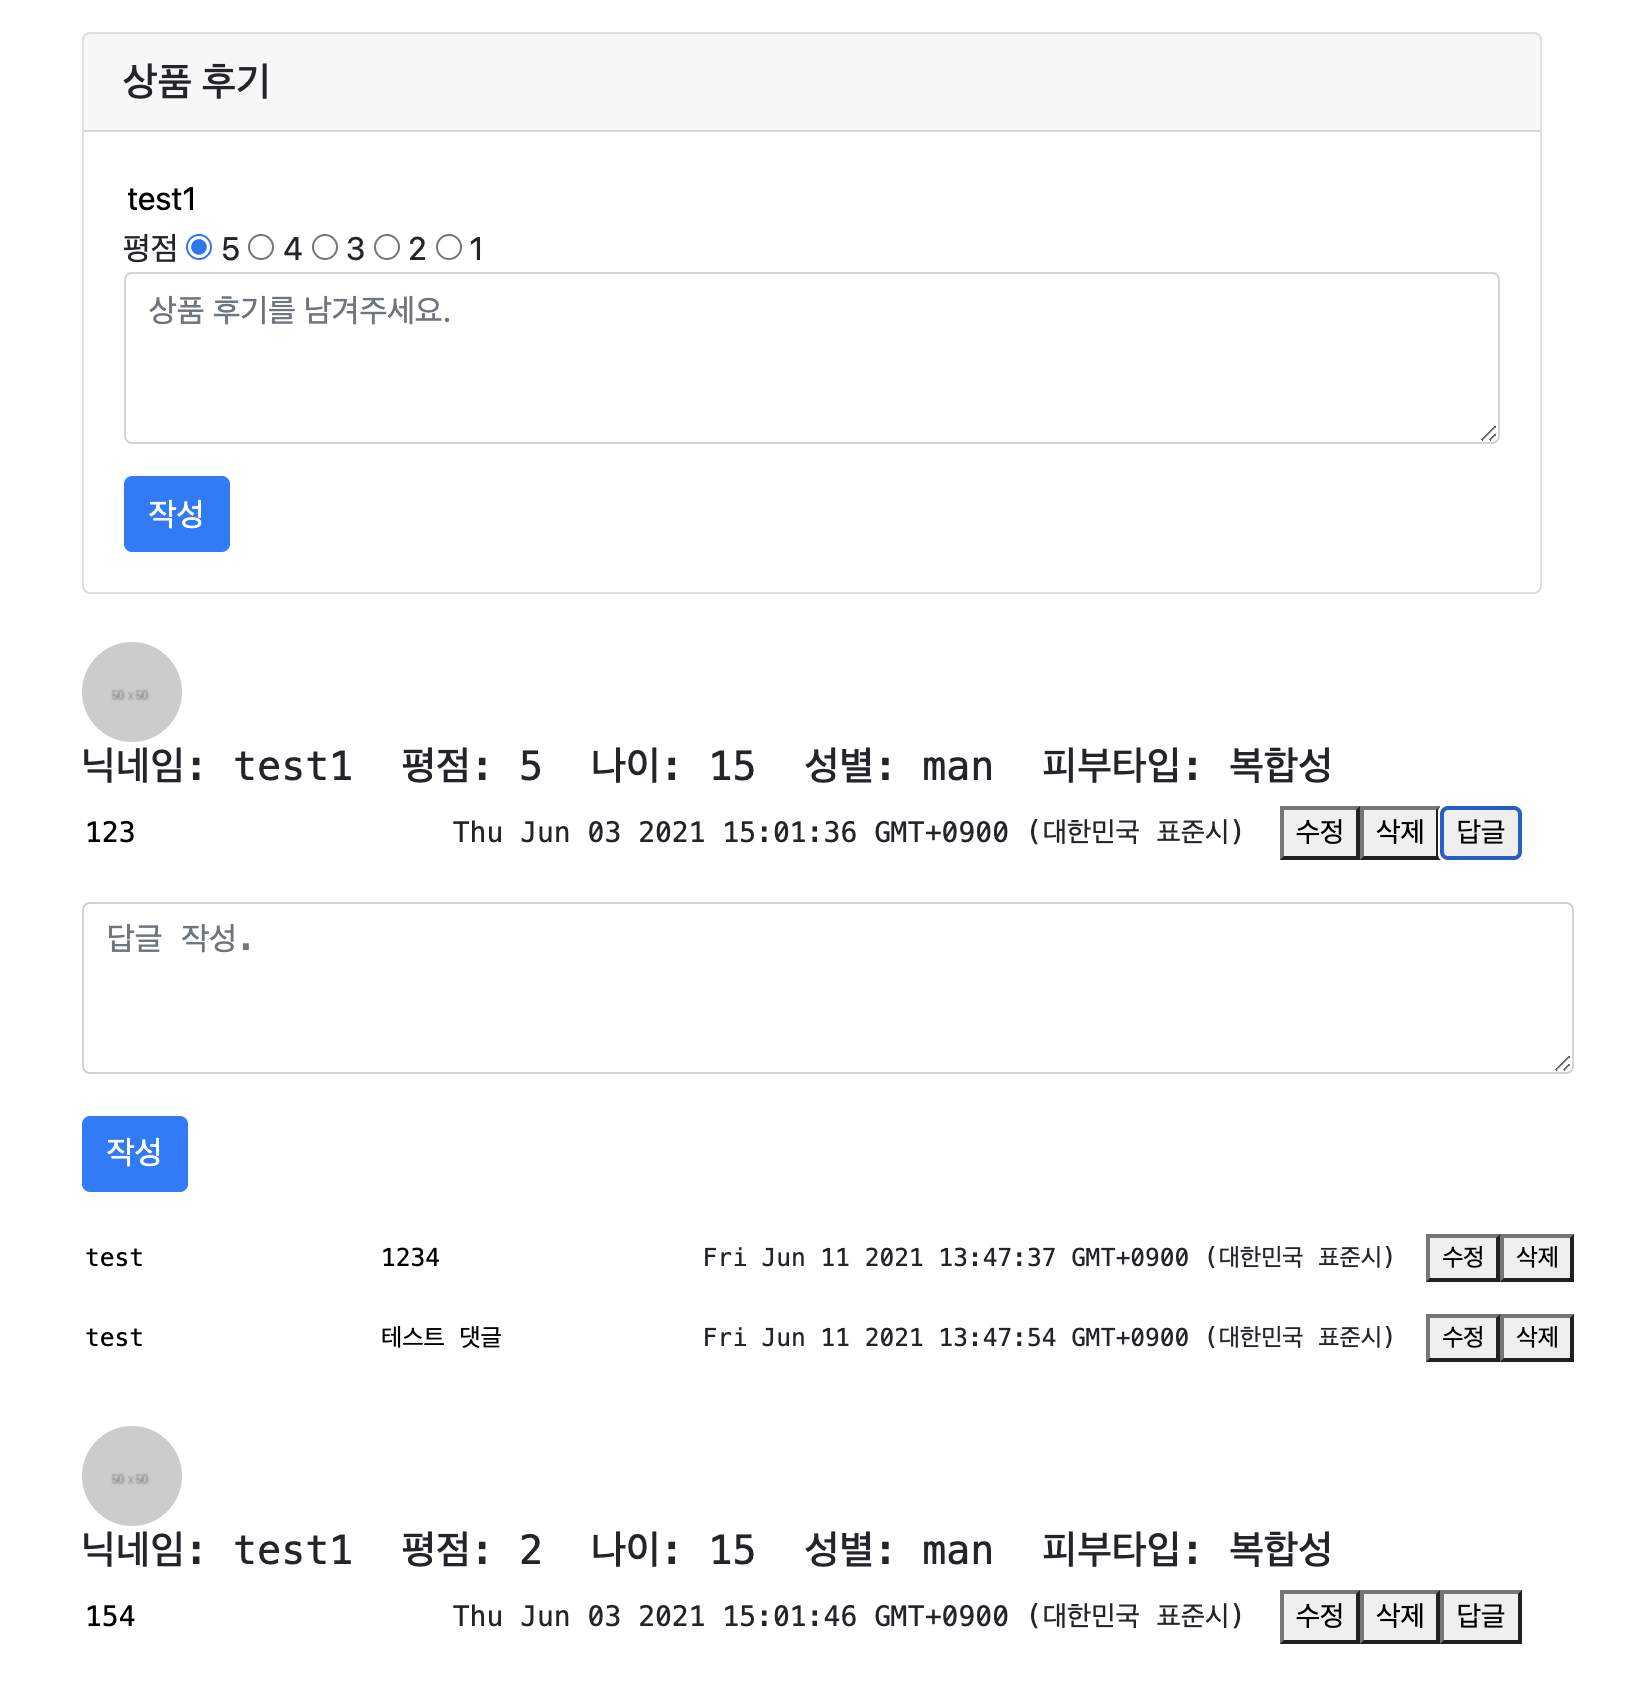 상품 후기
test1
평점 5 4 3 2 1
상품 후기를 남겨주세요.
작성
50 x 50
닉네임: test1 평점: 5 나이: 15 성별: man 피부타입: 복합성
123 Thu Jun 03 2021 15:01:36 GMT+0900 (대한민국 표준시) 수정 삭제 답글
답글 작성.
작성
test 1234 Fri Jun 11 2021 13:47:37 GMT+0900 (대한민국 표준시) 수정 삭제
test 테스트 댓글 Fri Jun 11 2021 13:47:54 GMT+0900 (대한민국 표준시) 수정 삭제
50 x 50
닉네임: test1 평점: 2 나이: 15 성별: man 피부타입: 복합성
154 Thu Jun 03 2021 15:01:46 GMT+0900 (대한민국 표준시) 수정 삭제 답글